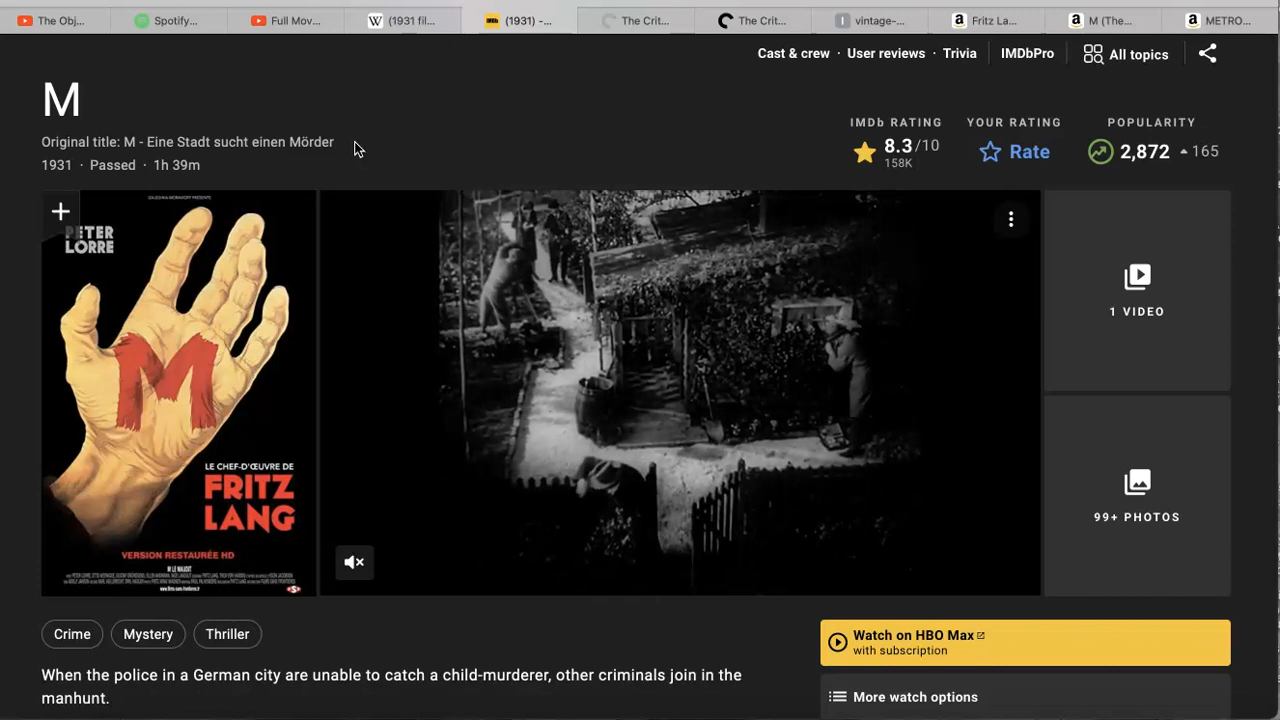 The Obj...
Spotify...
Full Mov...
(1931 fil...
(1931) -...
The Crit...
The Crit...
vintage-...
Fritz La...
M (The...
METRO...
Cast & crew · User reviews · Trivia
IMDbPro
All topics
M
Original title: M - Eine Stadt sucht einen Mörder
1931 · Passed · 1h 39m
IMDb RATING
8.3/10
158K
YOUR RATING
Rate
POPULARITY
2,872
165
PETER
LORRE
M
LE CHEF-D'ŒUVRE DE
FRITZ
LANG
VERSION RESTAURÉE HD
M LE MAUDIT
1 VIDEO
99+ PHOTOS
Crime
Mystery
Thriller
When the police in a German city are unable to catch a child-murderer, other criminals join in the
manhunt.
Watch on HBO Max
with subscription
More watch options